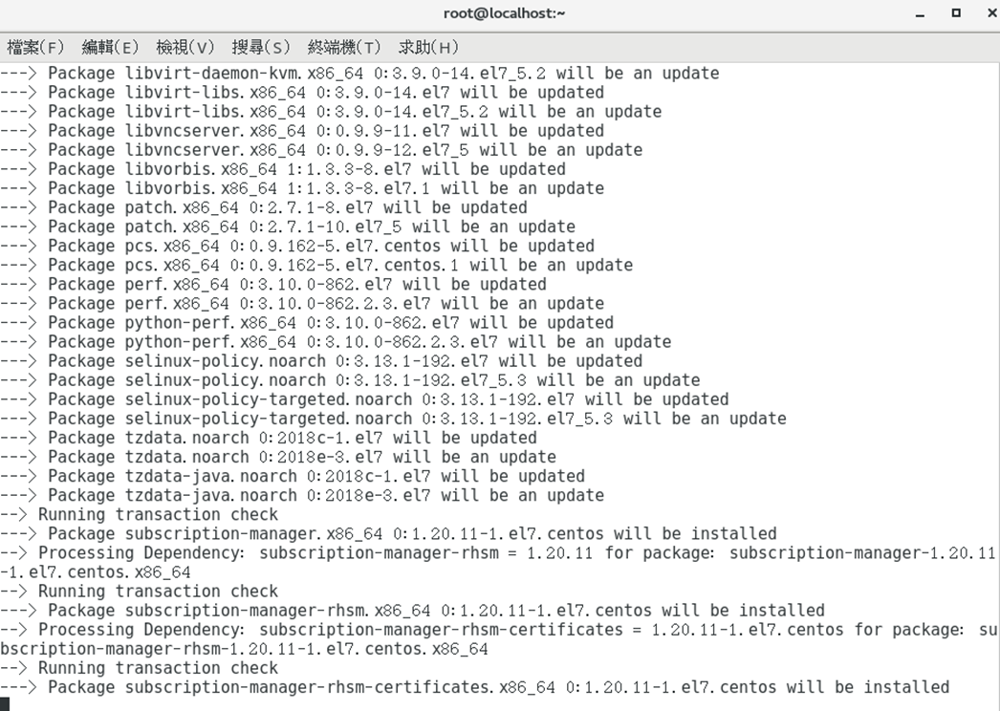 root@localhost:~
檔案(F) 編輯(E) 檢視(V) 搜尋(S) 終端機(T) 求助(H)
---> Package libvirt-daemon-kvm.x86_64 0:3.9.0-14.el7_5.2 will be an update
---> Package libvirt-libs.x86_64 0:3.9.0-14.el7 will be updated
---> Package libvirt-libs.x86_64 0:3.9.0-14.el7_5.2 will be an update
---> Package libvncserver.x86_64 0:0.9.9-11.el7 will be updated
---> Package libvncserver.x86_64 0:0.9.9-12.el7_5 will be an update
---> Package libvorbis.x86_64 1:1.3.3-8.el7 will be updated
---> Package libvorbis.x86_64 1:1.3.3-8.el7.1 will be an update
---> Package patch.x86_64 0:2.7.1-8.el7 will be updated
---> Package patch.x86_64 0:2.7.1-10.el7_5 will be an update
---> Package pcs.x86_64 0:0.9.162-5.el7.centos will be updated
---> Package pcs.x86_64 0:0.9.162-5.el7.centos.1 will be an update
---> Package perf.x86_64 0:3.10.0-862.el7 will be updated
---> Package perf.x86_64 0:3.10.0-862.2.3.el7 will be an update
---> Package python-perf.x86_64 0:3.10.0-862.el7 will be updated
---> Package python-perf.x86_64 0:3.10.0-862.2.3.el7 will be an update
---> Package selinux-policy.noarch 0:3.13.1-192.el7 will be updated
---> Package selinux-policy.noarch 0:3.13.1-192.el7_5.3 will be an update
---> Package selinux-policy-targeted.noarch 0:3.13.1-192.el7 will be updated
---> Package selinux-policy-targeted.noarch 0:3.13.1-192.el7_5.3 will be an update
---> Package tzdata.noarch 0:2018c-1.el7 will be updated
---> Package tzdata.noarch 0:2018e-3.el7 will be an update
---> Package tzdata-java.noarch 0:2018c-1.el7 will be updated
---> Package tzdata-java.noarch 0:2018e-3.el7 will be an update
--> Running transaction check
---> Package subscription-manager.x86_64 0:1.20.11-1.el7.centos will be installed
--> Processing Dependency: subscription-manager-rhsm = 1.20.11 for package: subscription-manager-1.20.11
-1.el7.centos.x86_64
--> Running transaction check
---> Package subscription-manager-rhsm.x86_64 0:1.20.11-1.el7.centos will be installed
--> Processing Dependency: subscription-manager-rhsm-certificates = 1.20.11-1.el7.centos for package: su
bscription-manager-rhsm-1.20.11-1.el7.centos.x86_64
--> Running transaction check
---> Package subscription-manager-rhsm-certificates.x86_64 0:1.20.11-1.el7.centos will be installed